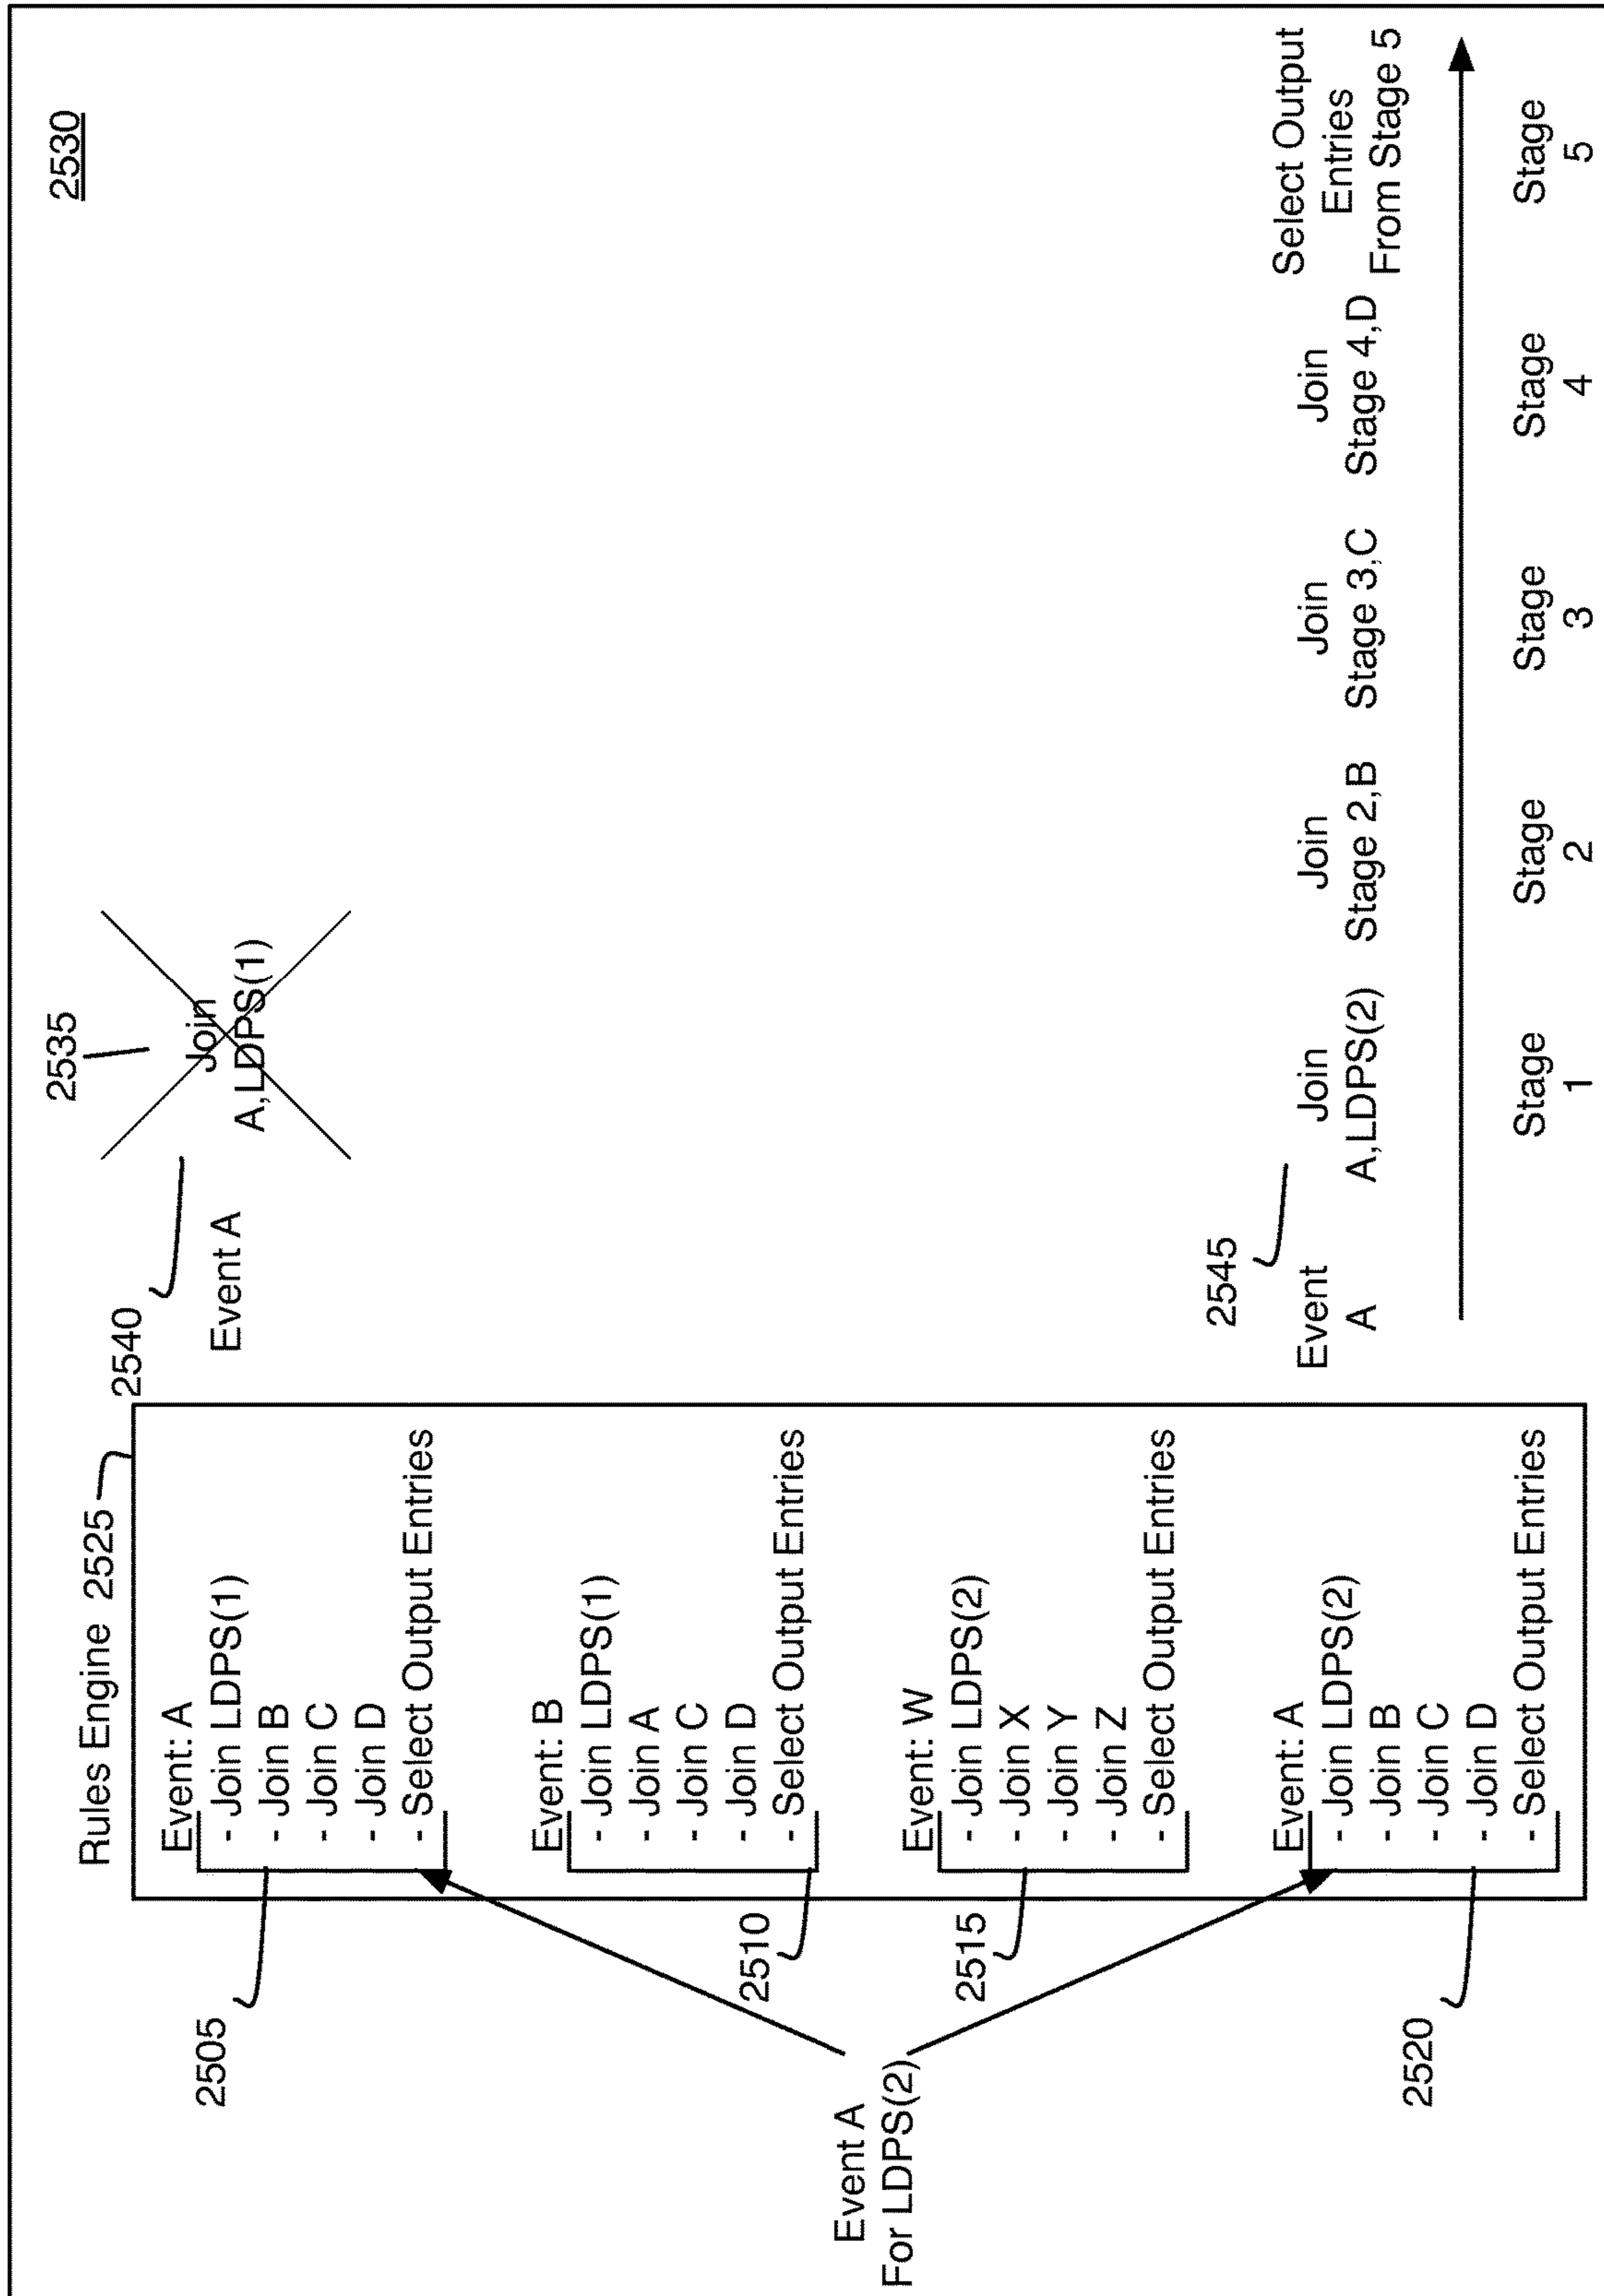 2530
Rules Engine 2525
2540
Event: A
- Join LDPS(1)
- Join B
- Join C
- Join D
- Select Output Entries
2505
Event: B
- Join LDPS(1)
- Join A
- Join C
- Join D
- Select Output Entries
2510
Event: W
- Join LDPS(2)
- Join X
- Join Y
- Join Z
- Select Output Entries
2515
Event: A
- Join LDPS(2)
- Join B
- Join C
- Join D
- Select Output Entries
2520
Event A
For LDPS(2)
2535
Event A
Join
A,LDPS(1)
2545
Event
A
Join
A,LDPS(2)
Join
Stage 2,B
Join
Stage 3,C
Join
Stage 4,D
Select Output
Entries
From Stage 5
Stage
1
Stage
2
Stage
3
Stage
4
Stage
5